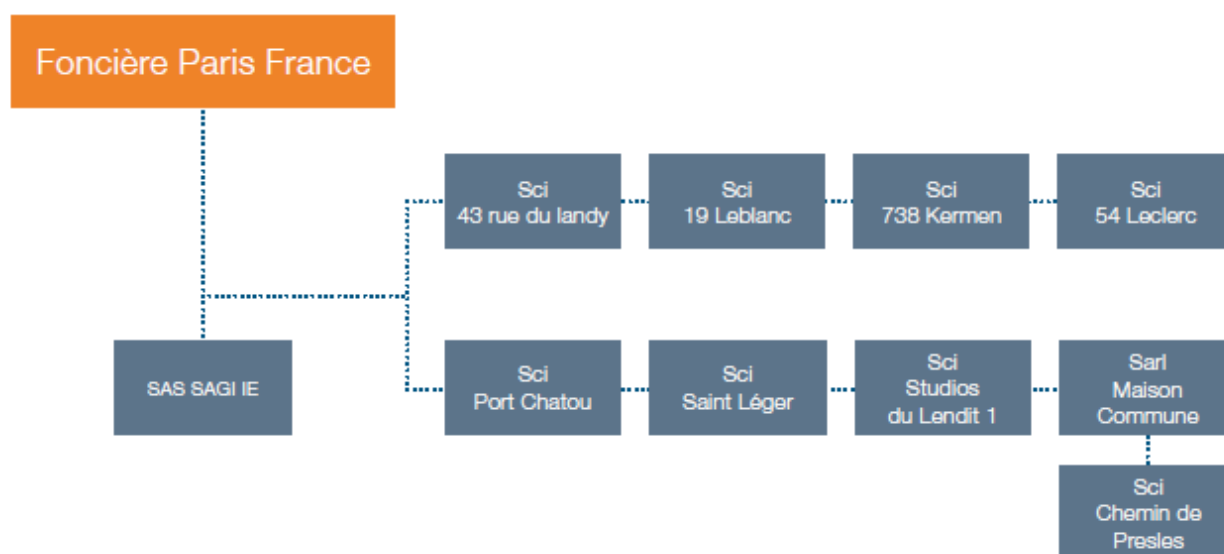 Foncière Paris France
Sci
43 rue du landy
Sci
19 Leblanc
Sci
738 Kermen
Sci
54 Leclerc
SAS SAGI IE
Sci
Port Chatou
Sci
Saint Léger
Sci
Studios
du Lendit 1
Sarl
Maison
Commune
Sci
Chemin de
Presles